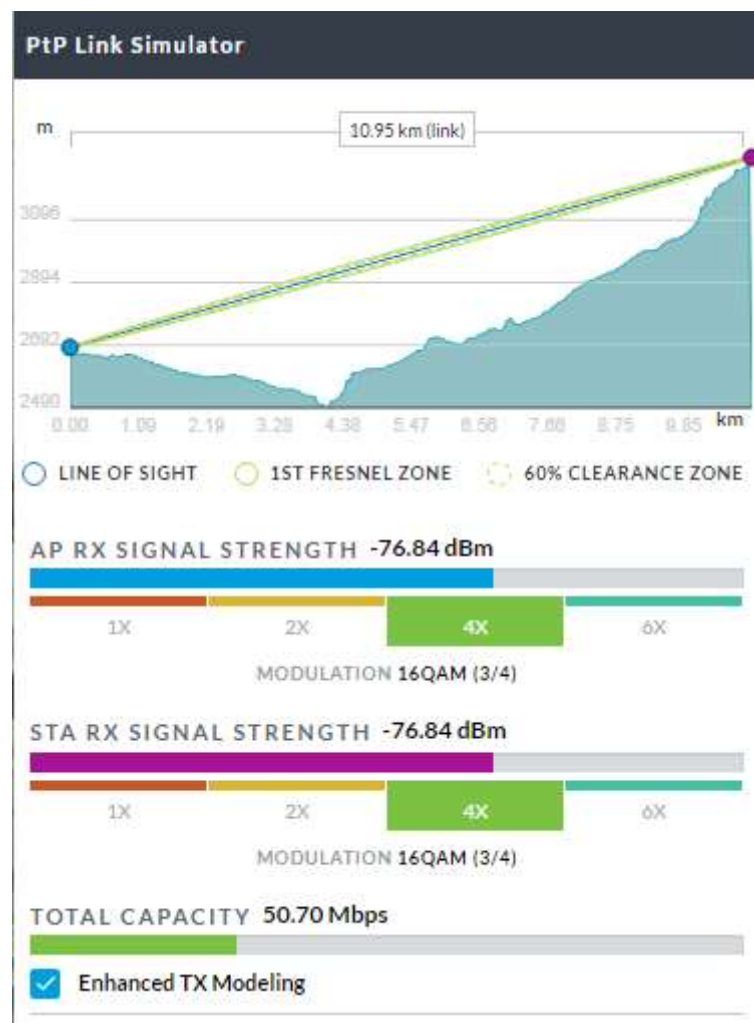 PtP Link Simulator
m
10.95 km (link)
3096
2894
2692
2490
0.00 1.09 2.19 3.28 4.38 5.47 6.56 7.66 8.75 9.85 km
LINE OF SIGHT 1ST FRESNEL ZONE 60% CLEARANCE ZONE
AP RX SIGNAL STRENGTH -76.84 dBm
1X 2X 4X 6X
MODULATION 16QAM (3/4)
STA RX SIGNAL STRENGTH -76.84 dBm
1X 2X 4X 6X
MODULATION 16QAM (3/4)
TOTAL CAPACITY 50.70 Mbps
Enhanced TX Modeling